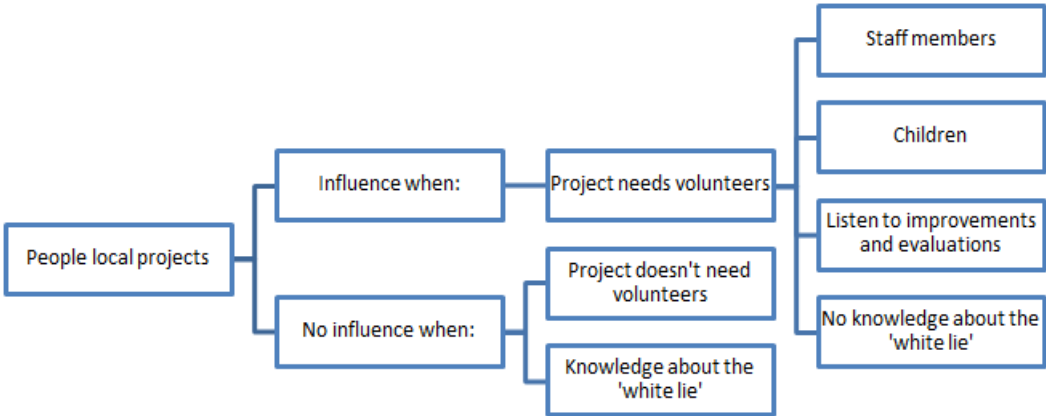 People local projects
Influence when:
No influence when:
Project needs volunteers
Project doesn't need
volunteers
Knowledge about the
'white lie'
Staff members
Children
Listen to improvements
and evaluations
No knowledge about the
'white lie'